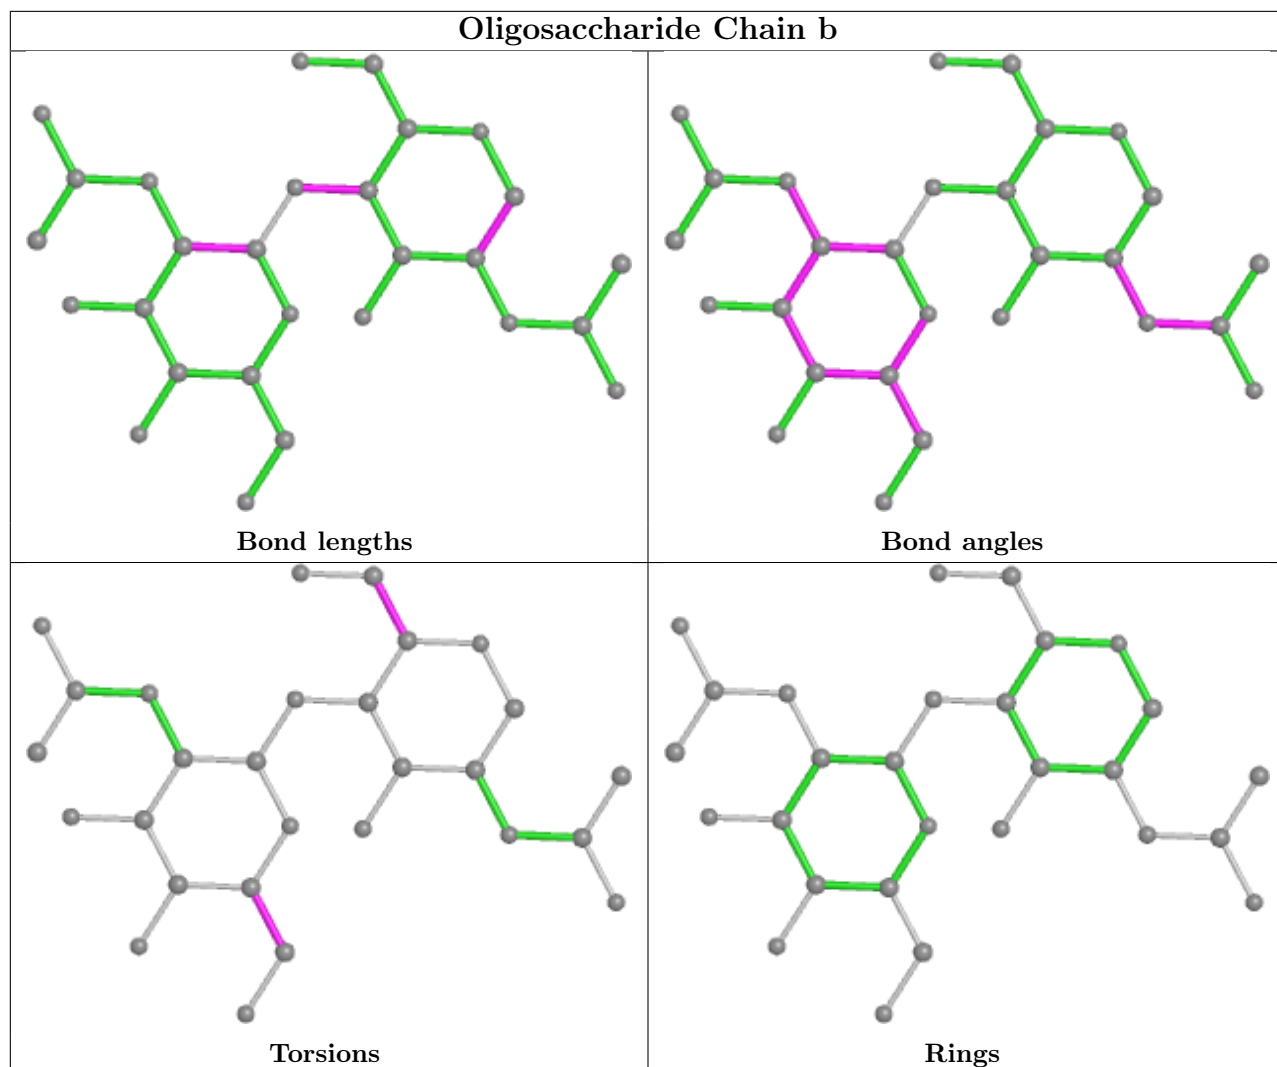 Oligosaccharide Chain b
Bond lengths
Bond angles
Torsions
Rings